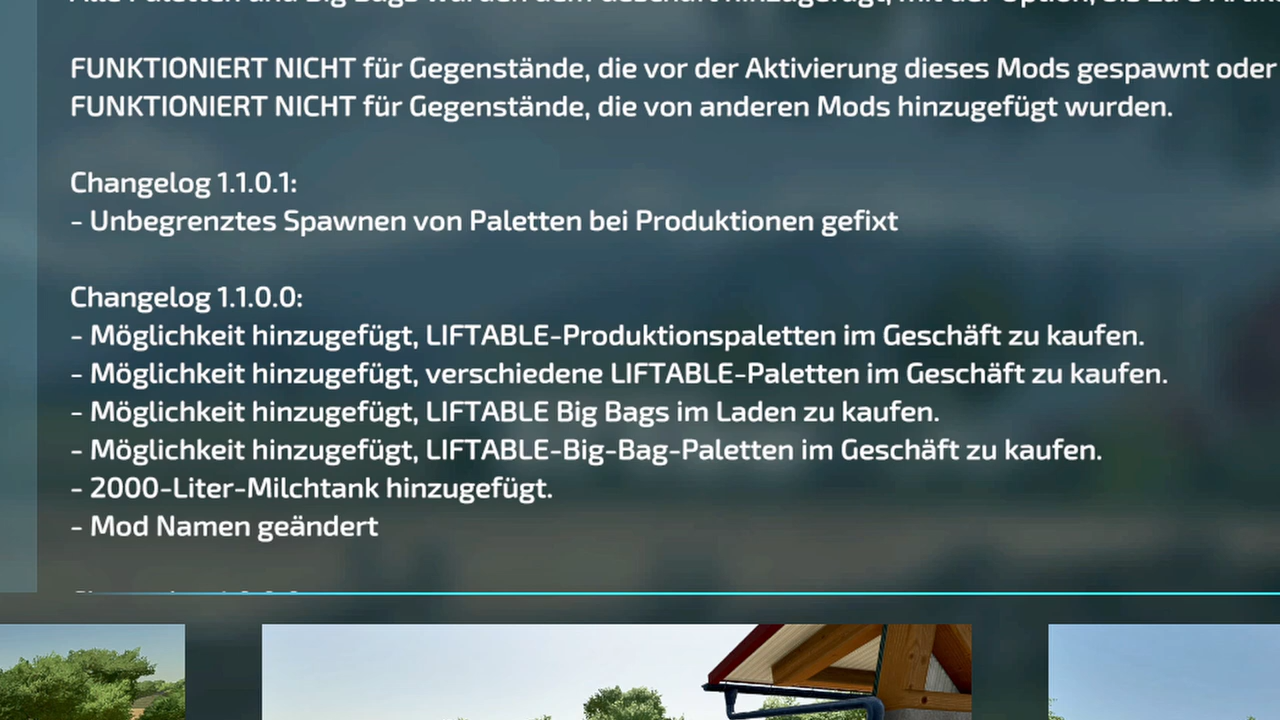 FUNKTIONIERT NICHT für Gegenstände, die vor der Aktivierung dieses Mods gespawnt oder
FUNKTIONIERT NICHT für Gegenstände, die von anderen Mods hinzugefügt wurden.
Changelog 1.1.0.1:
- Unbegrenztes Spawnen von Paletten bei Produktionen gefixt
Changelog 1.1.0.0:
- Möglichkeit hinzugefügt, LIFTABLE-Produktionspaletten im Geschäft zu kaufen.
- Möglichkeit hinzugefügt, verschiedene LIFTABLE-Paletten im Geschäft zu kaufen.
- Möglichkeit hinzugefügt, LIFTABLE Big Bags im Laden zu kaufen.
- Möglichkeit hinzugefügt, LIFTABLE-Big-Bag-Paletten im Geschäft zu kaufen.
- 2000-Liter-Milchtank hinzugefügt.
- Mod Namen geändert